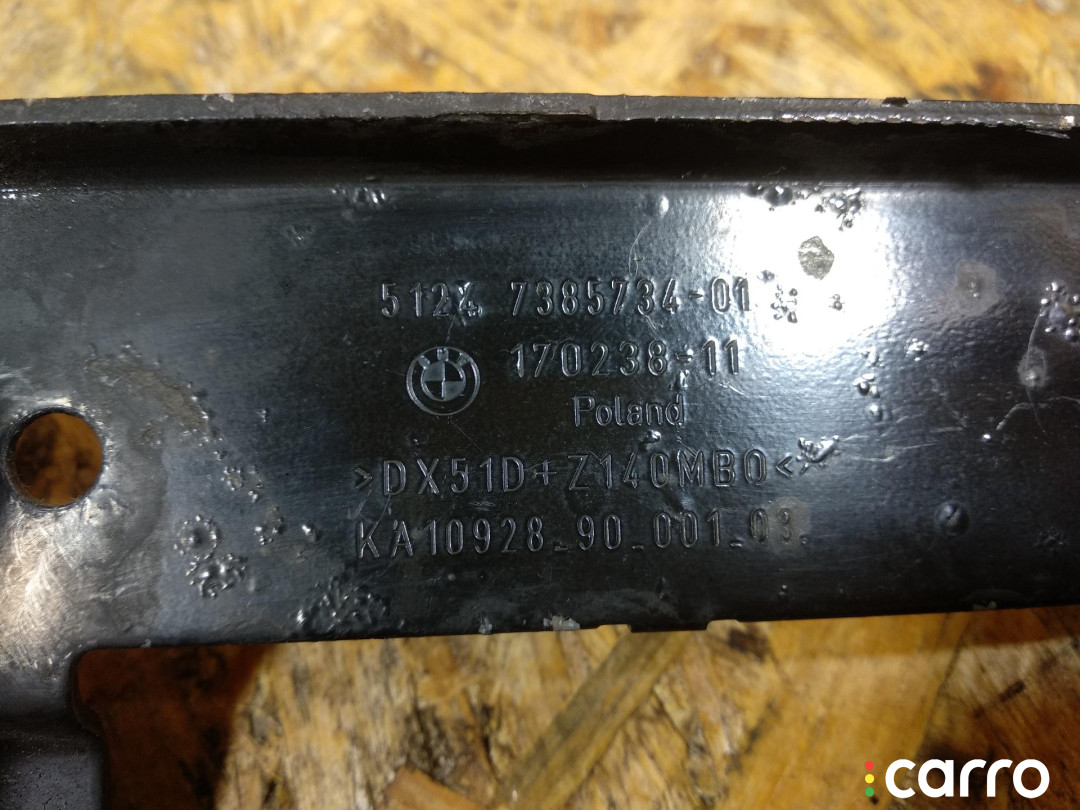 5124 7385734-01
170238-11
Poland
>DX51D+Z140MBO<
KA10928_90_001_03
carro